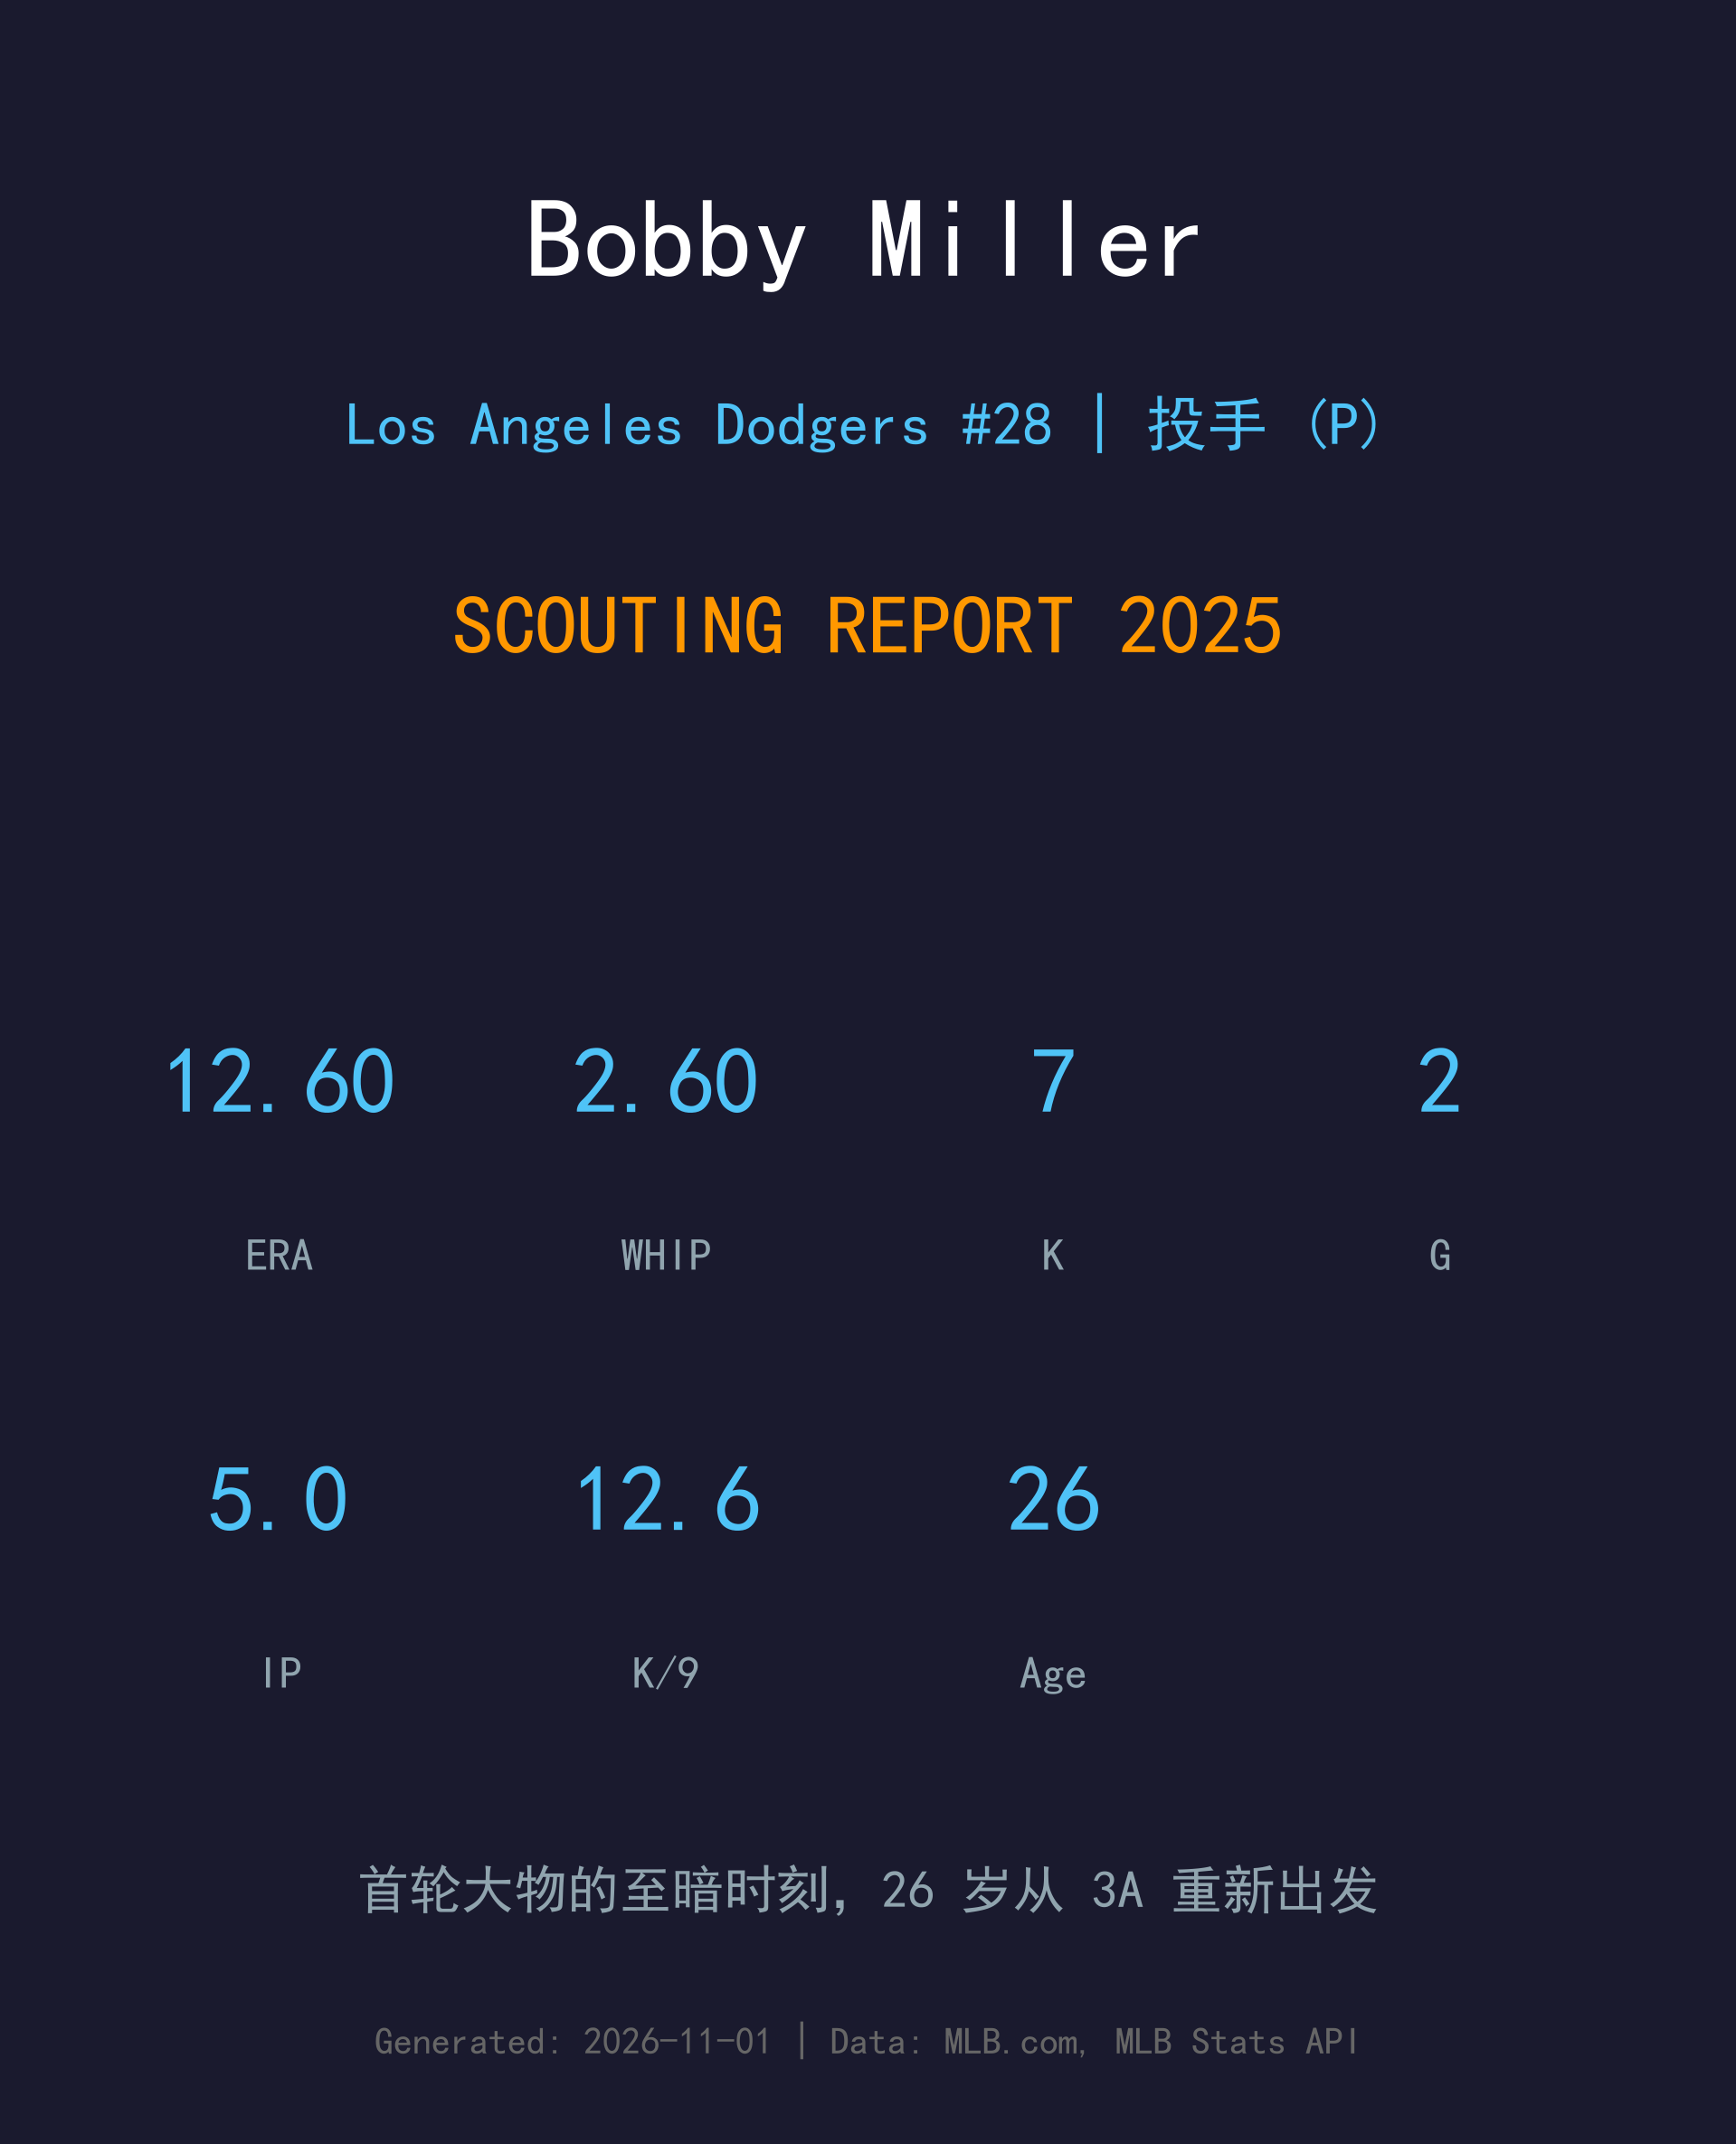 Bobby Miller
Los Angeles Dodgers #28 | 投手 (P)
SCOUTING REPORT 2025
12.60 2.60 7 2
ERA WHIP K G
5.0 12.6 26
IP K/9 Age
首轮大物的至暗时刻, 26 岁从 3A 重新出发
Generated: 2026-11-01 | Data: MLB.com, MLB Stats API